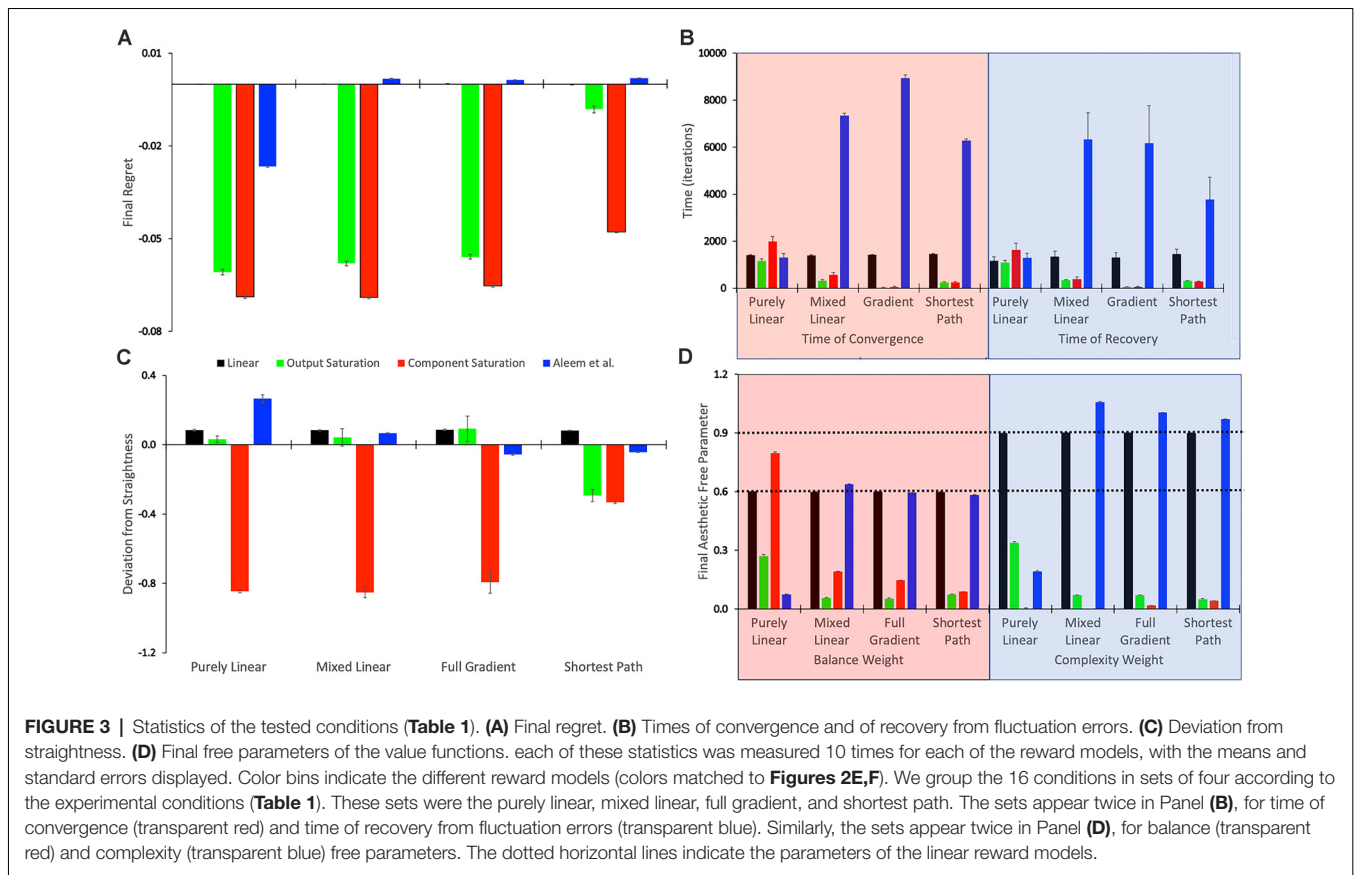 A
0.01
-0.02
-0.05
-0.08
Final Regret
B
10000
8000
6000
4000
2000
0
Time (iterations)
Purely Linear
Mixed Linear
Gradient
Shortest Path
Purely Linear
Mixed Linear
Gradient
Shortest Path
Time of Convergence
Time of Recovery
C
Linear
Output Saturation
Component Saturation
Aleem et al.
0.4
0.0
-0.4
-0.8
-1.2
Deviation from Straightness
Purely Linear
Mixed Linear
Full Gradient
Shortest Path
D
1.2
0.9
0.6
0.3
0.0
Final Aesthetic Free Parameter
Purely Linear
Mixed Linear
Full Gradient
Shortest Path
Purely Linear
Mixed Linear
Full Gradient
Shortest Path
Balance Weight
Complexity Weight
FIGURE 3 | Statistics of the tested conditions (Table 1). (A) Final regret. (B) Times of convergence and of recovery from fluctuation errors. (C) Deviation from
straightness. (D) Final free parameters of the value functions. each of these statistics was measured 10 times for each of the reward models, with the means and
standard errors displayed. Color bins indicate the different reward models (colors matched to Figures 2E,F). We group the 16 conditions in sets of four according to
the experimental conditions (Table 1). These sets were the purely linear, mixed linear, full gradient, and shortest path. The sets appear twice in Panel (B), for time of
convergence (transparent red) and time of recovery from fluctuation errors (transparent blue). Similarly, the sets appear twice in Panel (D), for balance (transparent
red) and complexity (transparent blue) free parameters. The dotted horizontal lines indicate the parameters of the linear reward models.